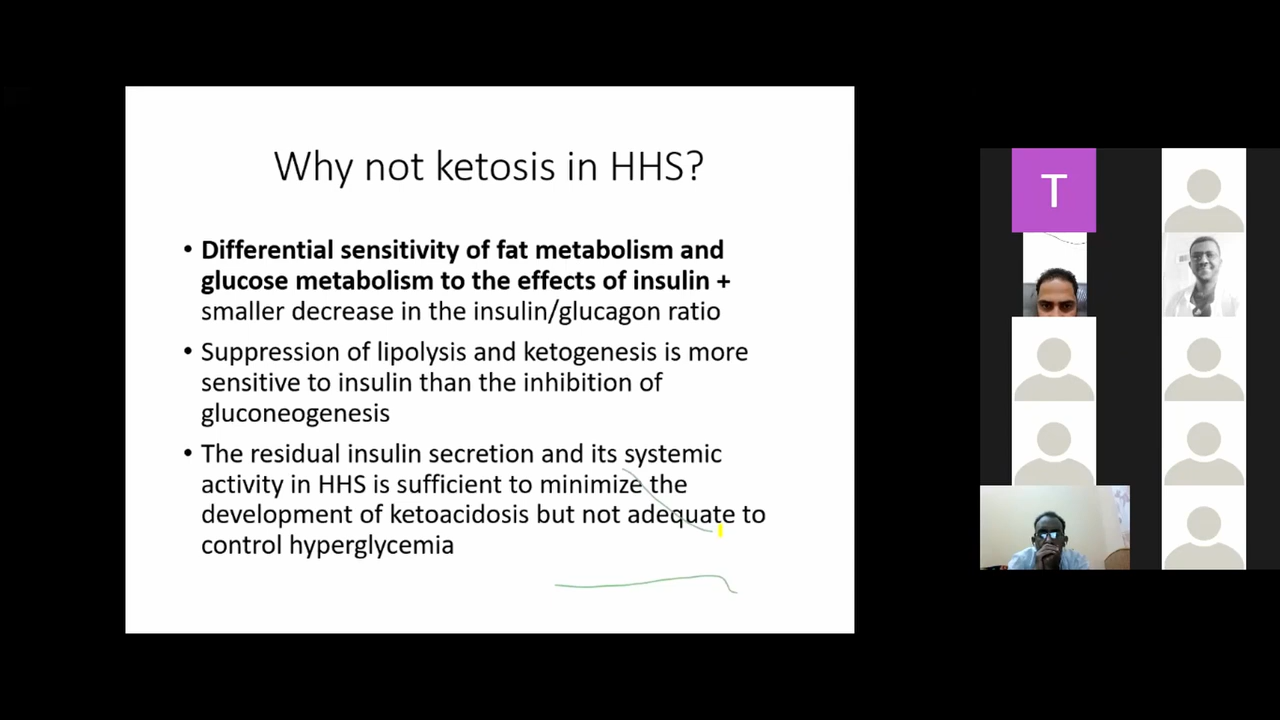 Why not ketosis in HHS?
• Differential sensitivity of fat metabolism and
glucose metabolism to the effects of insulin +
smaller decrease in the insulin/glucagon ratio
• Suppression of lipolysis and ketogenesis is more
sensitive to insulin than the inhibition of
gluconeogenesis
• The residual insulin secretion and its systemic
activity in HHS is sufficient to minimize the
development of ketoacidosis but not adequate to
control hyperglycemia
T